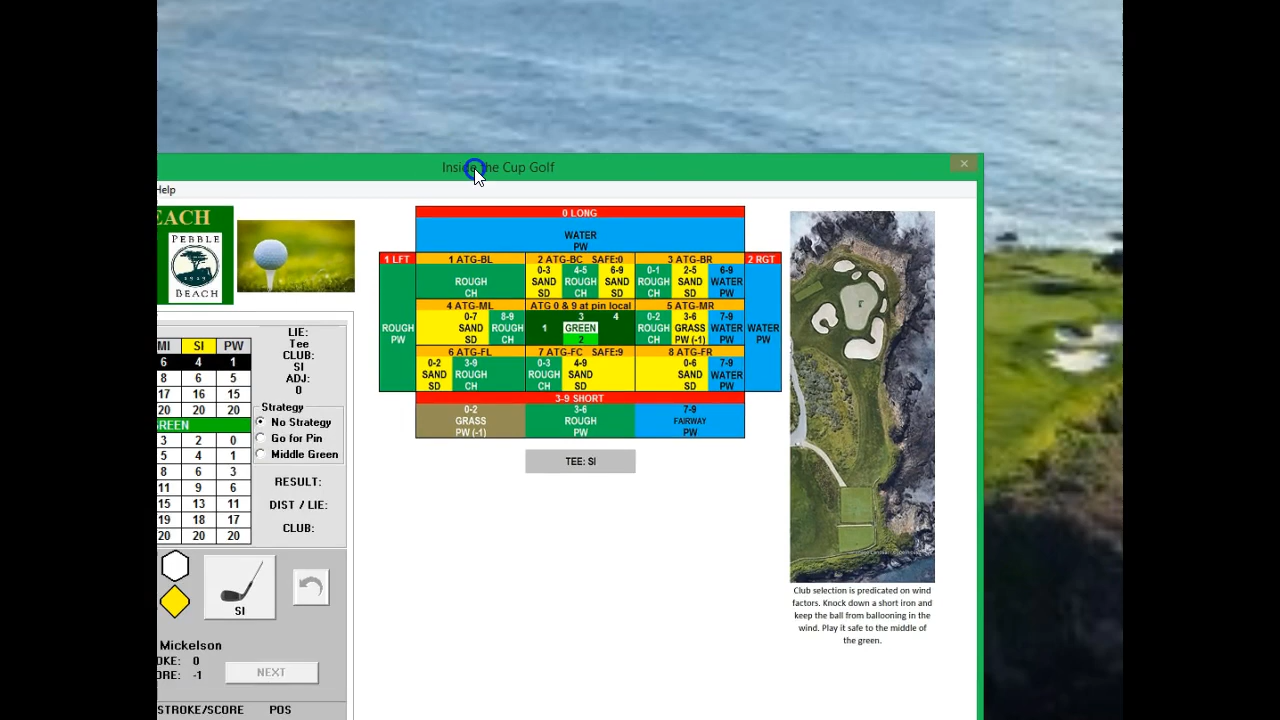 Inside the Cup Golf
Help
EACH
PEBBLE
BEACH
0 LONG
WATER
PW
1 LFT
1 ATG-BL
2 ATG-BC SAFE:0
3 ATG-BR
2 RGT
ROUGH
CH
0-3
SAND
SD
4-5
ROUGH
CH
6-9
SAND
SD
0-1
ROUGH
CH
2-5
SAND
SD
6-9
WATER
PW
4 ATG-ML
ATG 0 & 9 at pin local
5 ATG-MR
ROUGH
PW
0-7
SAND
SD
8-9
ROUGH
CH
1
3
GREEN
2
4
0-2
ROUGH
CH
3-6
GRASS
PW (-1)
7-9
WATER
PW
WATER
PW
6 ATG-FL
7 ATG-FC SAFE:9
8 ATG-FR
0-2
SAND
SD
3-9
ROUGH
CH
0-3
ROUGH
CH
4-9
SAND
SD
0-6
SAND
SD
7-9
WATER
PW
3-9 SHORT
0-2
GRASS
PW (-1)
3-6
ROUGH
PW
7-9
FAIRWAY
PW
TEE: SI
MI SI PW
6 4 1
8 6 5
17 16 15
20 20 20
GREEN
3 2 0
5 4 1
8 6 3
11 9 6
15 13 11
19 18 17
20 20 20
LIE:
Tee
CLUB:
SI
ADJ:
0
Strategy
No Strategy
Go for Pin
Middle Green
RESULT:
DIST / LIE:
CLUB:
SI
Mickelson
OKE: 0
ORE: -1
NEXT
STROKE/SCORE POS
Club selection is predicated on wind
factors. Knock down a short iron and
keep the ball from ballooning in the
wind. Play it safe to the middle of
the green.